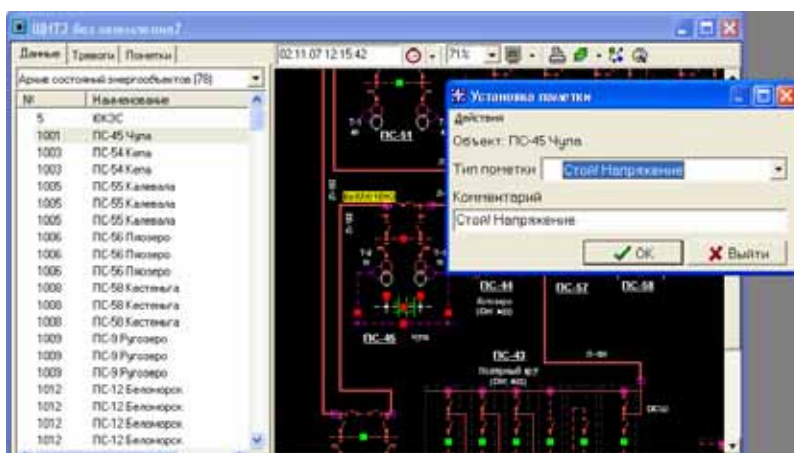 ЩИТЗ без заполнения?
Данные Тревоги Пометки
02.11.07 12:15:42
71%
Архив состояний энергообъектов (78)
№ Наименование
5 ЮКЭС
1001 ПС-45 Чупа
1003 ПС-54 Кепа
1003 ПС-54 Кепа
1005 ПС-55 Калевала
1005 ПС-55 Калевала
1005 ПС-55 Калевала
1006 ПС-56 Пяозеро
1006 ПС-56 Пяозеро
1006 ПС-56 Пяозеро
1008 ПС-58 Кестеньга
1008 ПС-58 Кестеньга
1008 ПС-58 Кестеньга
1009 ПС-9 Ругозеро
1009 ПС-9 Ругозеро
1009 ПС-9 Ругозеро
1012 ПС-12 Беломорск
1012 ПС-12 Беломорск
1012 ПС-12 Беломорск
1012 ПС-12 Беломорск
Установка пометки
Действия
Объект: ПС-45 Чупа
Тип пометки Стой! Напряжение
Комментарий
Стой! Напряжение
OK Выйти
ПС-51
ПС-44
ПС-57
ПС-58
ПС-45 Чупа
ПС-43
Полярный круг